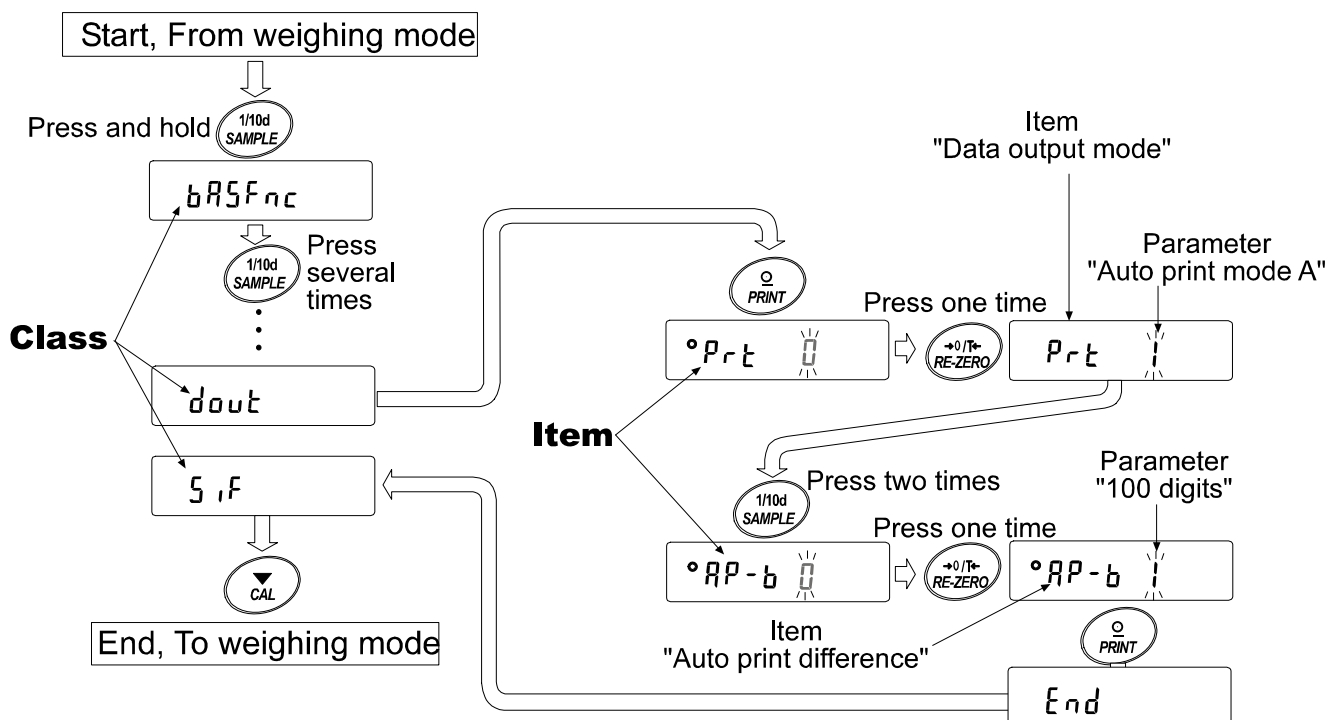 Start, From weighing mode
Press and hold
1/10d
SAMPLE
bASFnc
1/10d
SAMPLE
Press
several
times
Class
dout
SiF
CAL
End, To weighing mode
PRINT
Prt 0
Press one time
→0/T←
RE-ZERO
Item
"Data output mode"
Parameter
"Auto print mode A"
Prt 1
Item
1/10d
SAMPLE
Press two times
AP-b 0
Press one time
→0/T←
RE-ZERO
Parameter
"100 digits"
AP-b 1
Item
"Auto print difference"
PRINT
End